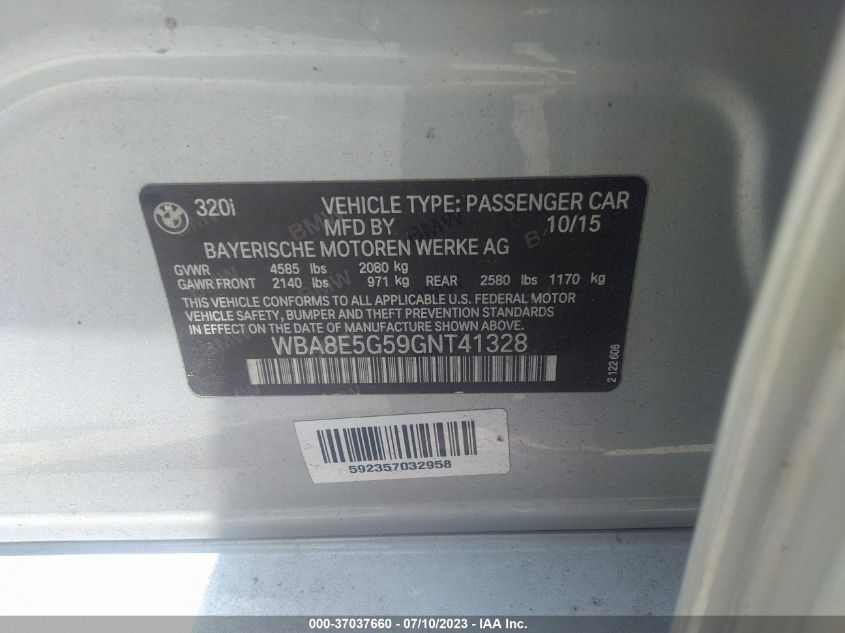 320i VEHICLE TYPE: PASSENGER CAR
MFD BY 10/15
BAYERISCHE MOTOREN WERKE AG
GVWR 4585 lbs 2080 kg
GAWR FRONT 2140 lbs 971 kg REAR 2580 lbs 1170 kg
THIS VEHICLE CONFORMS TO ALL APPLICABLE U.S. FEDERAL MOTOR
VEHICLE SAFETY, BUMPER AND THEFT PREVENTION STANDARDS
IN EFFECT ON THE DATE OF MANUFACTURE SHOWN ABOVE.
WBA8E5G59GNT41328
2 122 606
592357032958
000-37037660 - 07/10/2023 - IAA Inc.